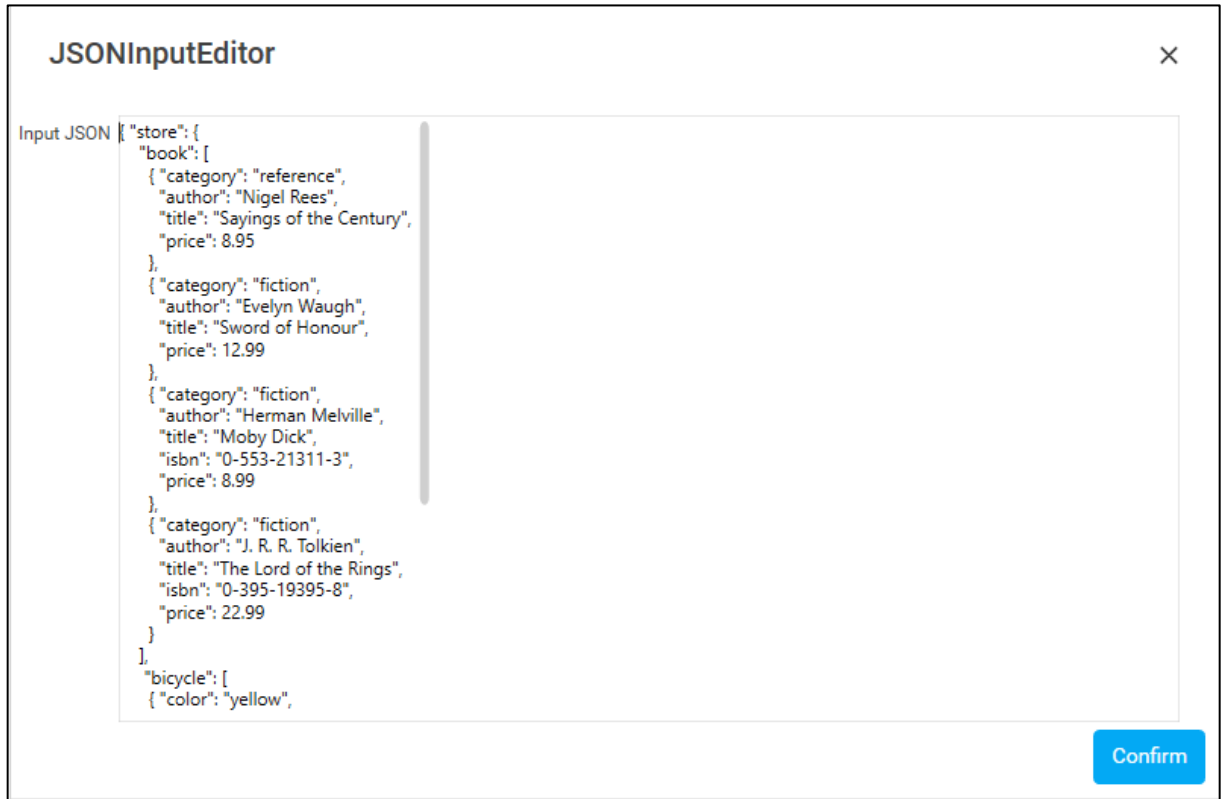 JSONInputEditor
Input JSON { "store": {
"book": [
{ "category": "reference",
"author": "Nigel Rees",
"title": "Sayings of the Century",
"price": 8.95
},
{ "category": "fiction",
"author": "Evelyn Waugh",
"title": "Sword of Honour",
"price": 12.99
},
{ "category": "fiction",
"author": "Herman Melville",
"title": "Moby Dick",
"isbn": "0-553-21311-3",
"price": 8.99
},
{ "category": "fiction",
"author": "J. R. R. Tolkien",
"title": "The Lord of the Rings",
"isbn": "0-395-19395-8",
"price": 22.99
}
],
"bicycle": [
{ "color": "yellow",
Confirm